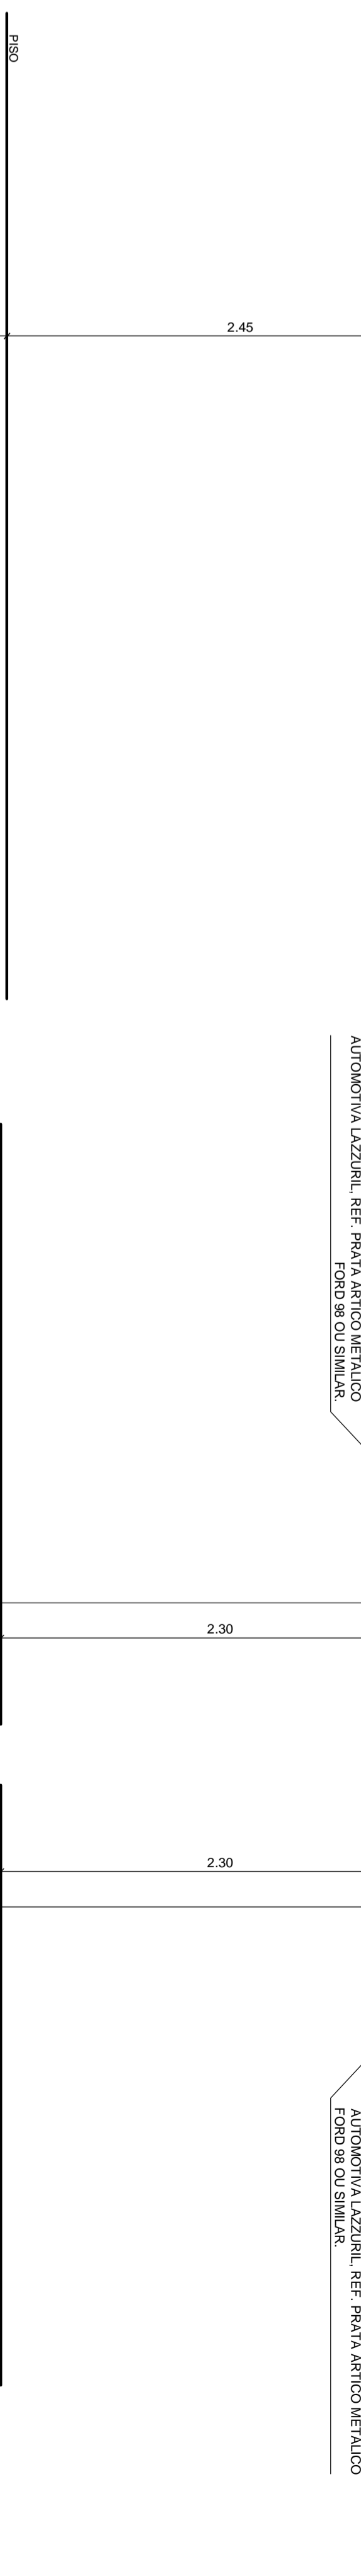 PISO
2.45
AUTOMOTIVA LAZZURIL, REF. PRATA ARTICO METALICO
FORD 98 OU SIMILAR.
2.30
2.30
AUTOMOTIVA LAZZURIL, REF. PRATA ARTICO METALICO
FORD 98 OU SIMILAR.